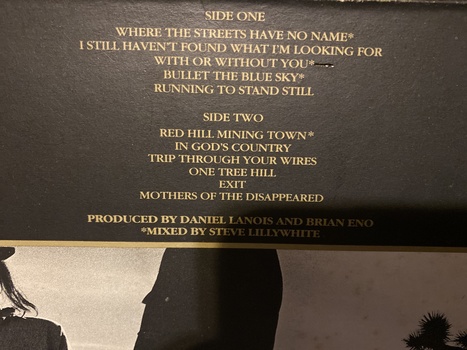 SIDE ONE
WHERE THE STREETS HAVE NO NAME*
I STILL HAVEN'T FOUND WHAT I'M LOOKING FOR
WITH OR WITHOUT YOU*
BULLET THE BLUE SKY*
RUNNING TO STAND STILL
SIDE TWO
RED HILL MINING TOWN*
IN GOD'S COUNTRY
TRIP THROUGH YOUR WIRES
ONE TREE HILL
EXIT
MOTHERS OF THE DISAPPEARED
PRODUCED BY DANIEL LANOIS AND BRIAN ENO
*MIXED BY STEVE LILLYWHITE